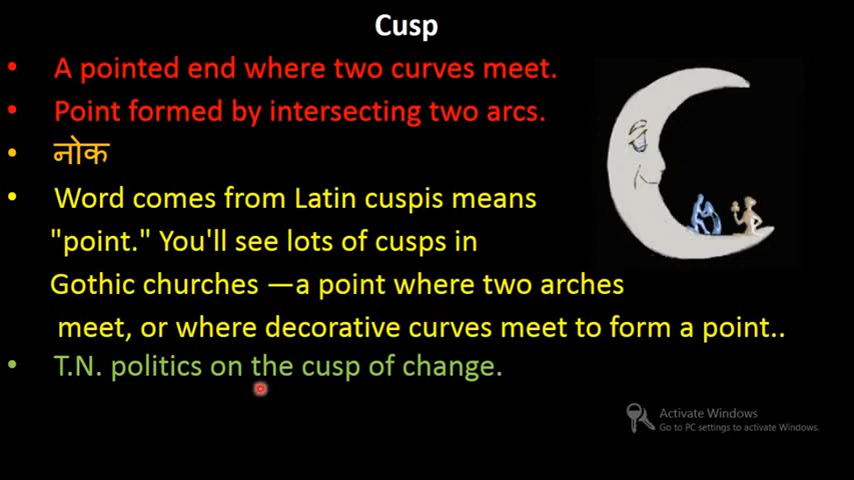 Cusp
• A pointed end where two curves meet.
• Point formed by intersecting two arcs.
• नोक
• Word comes from Latin cuspis means
"point." You'll see lots of cusps in
Gothic churches —a point where two arches
meet, or where decorative curves meet to form a point..
• T.N. politics on the cusp of change.
Activate Windows
Go to PC settings to activate Windows.